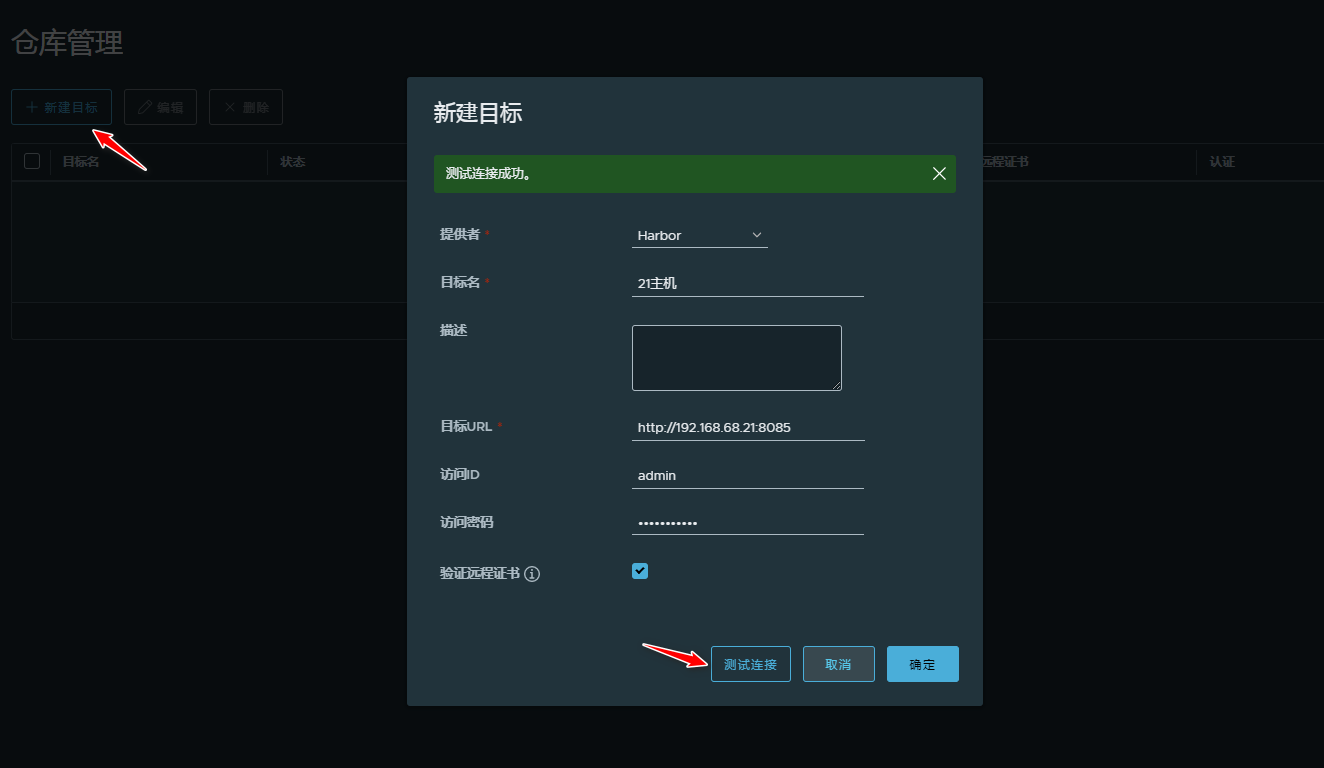 仓库管理
新建目标 编辑 删除
目标名 状态 远程证书 认证
新建目标
测试连接成功。
提供者 * Harbor
目标名 * 21主机
描述
目标URL * http://192.168.68.21:8085
访问ID admin
访问密码 •••••••••••
验证远程证书
测试连接 取消 确定